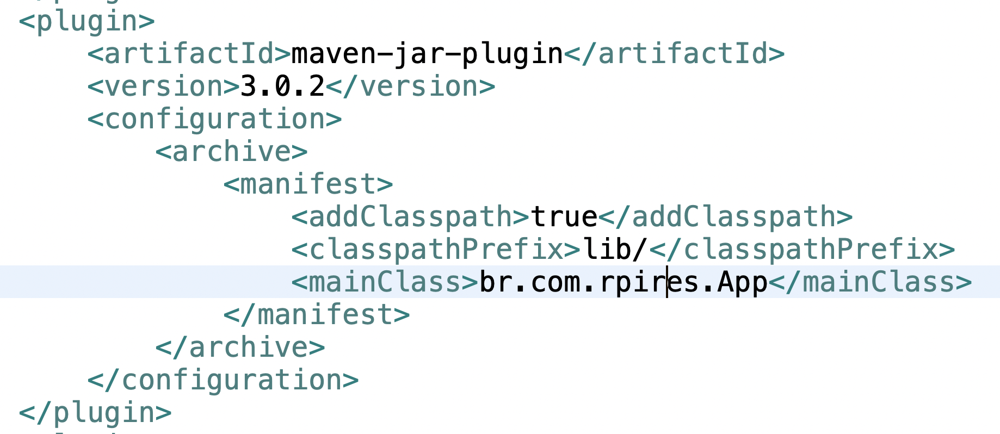 <plugin>
<artifactId>maven-jar-plugin</artifactId>
<version>3.0.2</version>
<configuration>
<archive>
<manifest>
<addClasspath>true</addClasspath>
<classpathPrefix>lib/</classpathPrefix>
<mainClass>br.com.rpires.App</mainClass>
</manifest>
</archive>
</configuration>
</plugin>